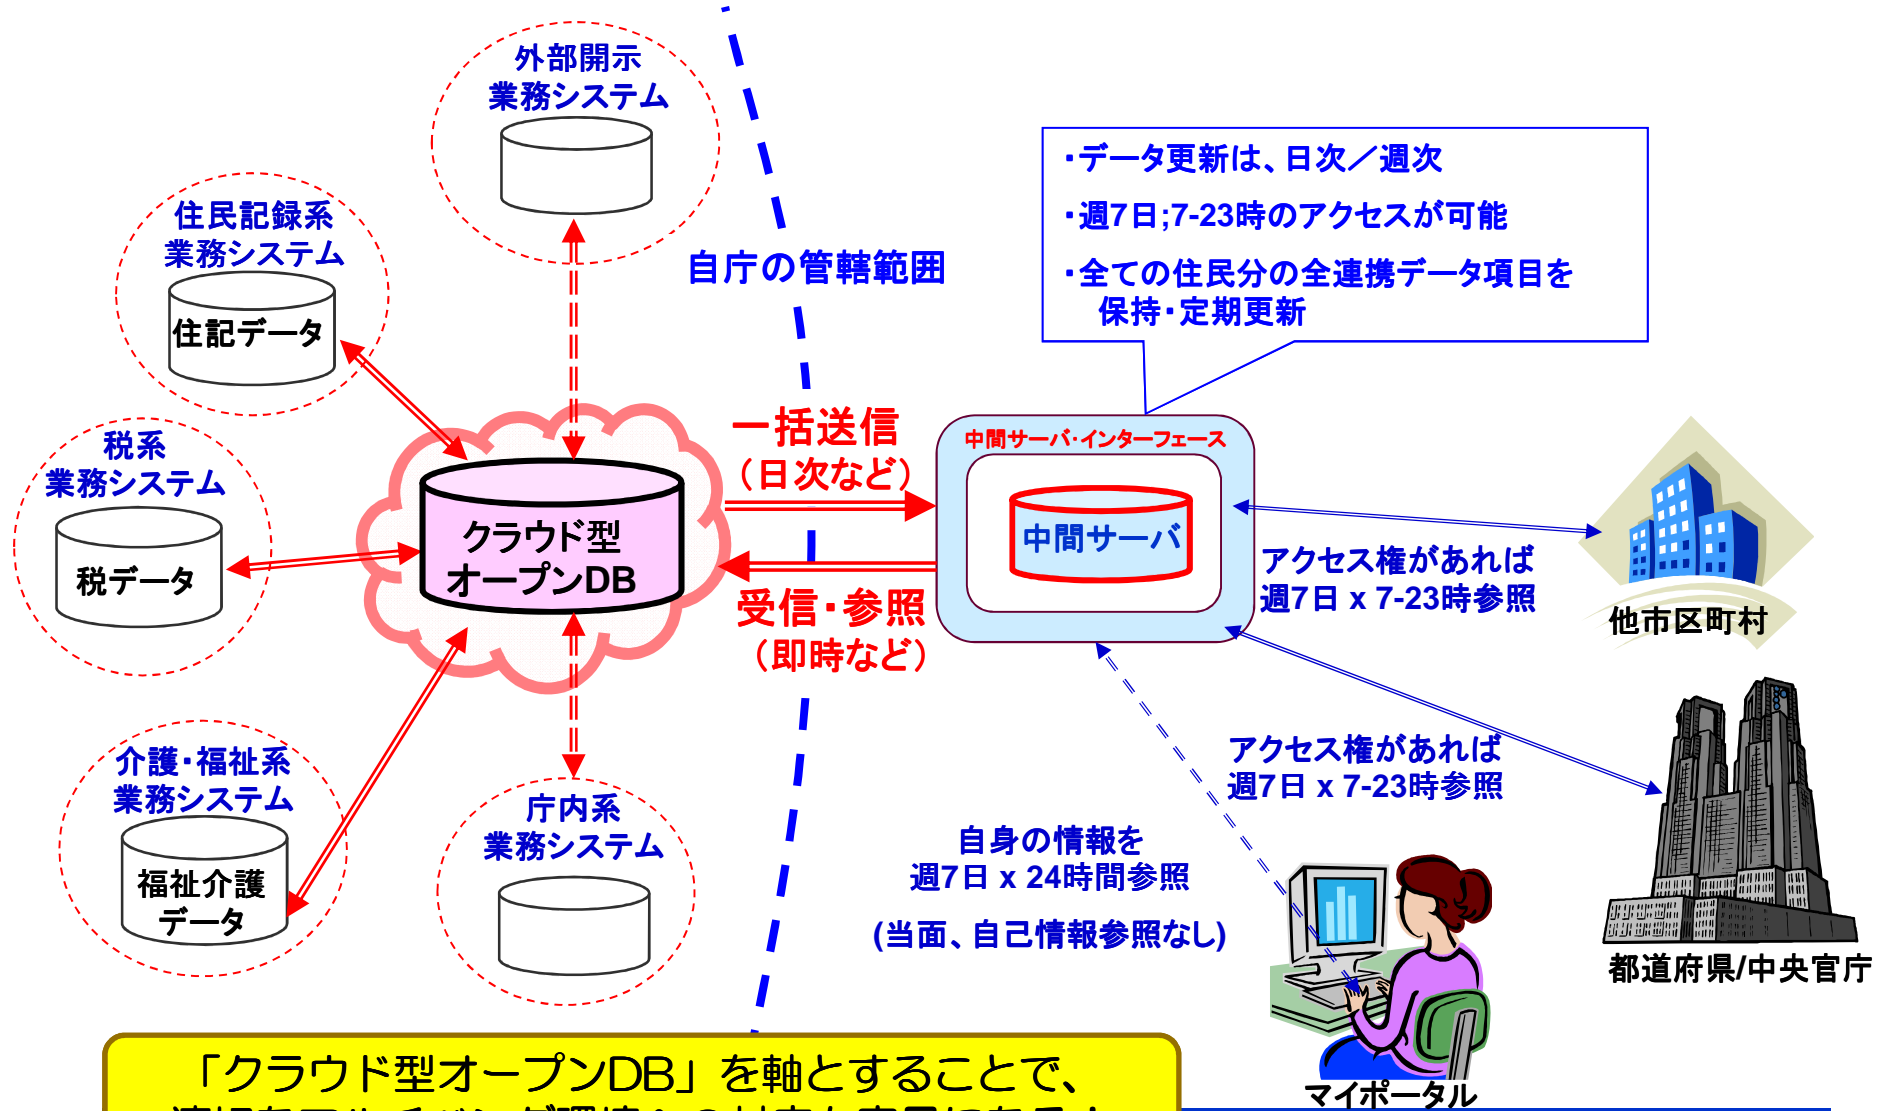 外部開示
業務システム
住民記録系
業務システム
住記データ
税系
業務システム
税データ
介護・福祉系
業務システム
福祉介護
データ
庁内系
業務システム
クラウド型
オープンDB
自庁の管轄範囲
一括送信
（日次など）
受信・参照
（即時など）
・データ更新は、日次／週次
・週7日;7-23時のアクセスが可能
・全ての住民分の全連携データ項目を
保持・定期更新
中間サーバ・インターフェース
中間サーバ
アクセス権があれば
週7日 x 7-23時参照
他市区町村
アクセス権があれば
週7日 x 7-23時参照
都道府県/中央官庁
自身の情報を
週7日 x 24時間参照
(当面、自己情報参照なし)
マイポータル
「クラウド型オープンDB」を軸とすることで、